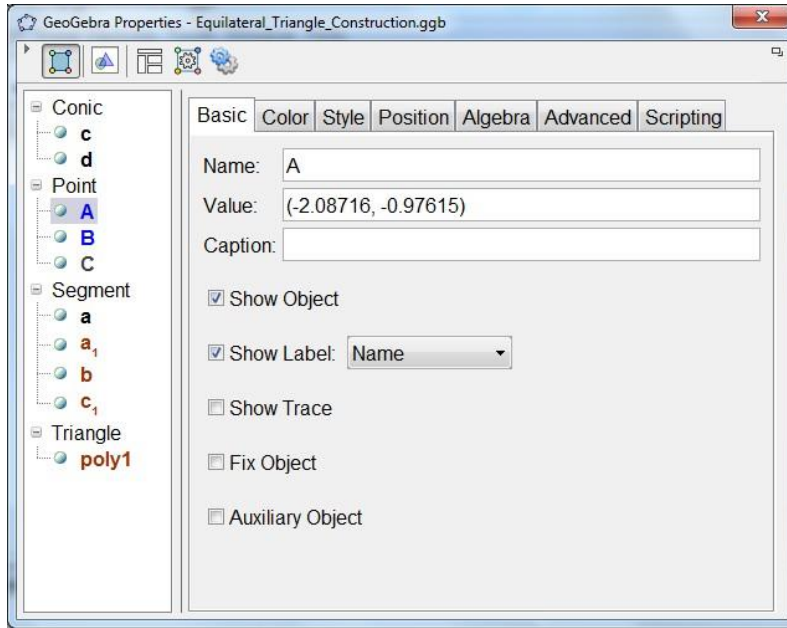 GeoGebra Properties - Equilateral_Triangle_Construction.ggb
Conic
c
d
Point
A
B
C
Segment
a
a₁
b
c₁
Triangle
poly1
Basic Color Style Position Algebra Advanced Scripting
Name: A
Value: (-2.08716, -0.97615)
Caption:
Show Object
Show Label: Name
Show Trace
Fix Object
Auxiliary Object